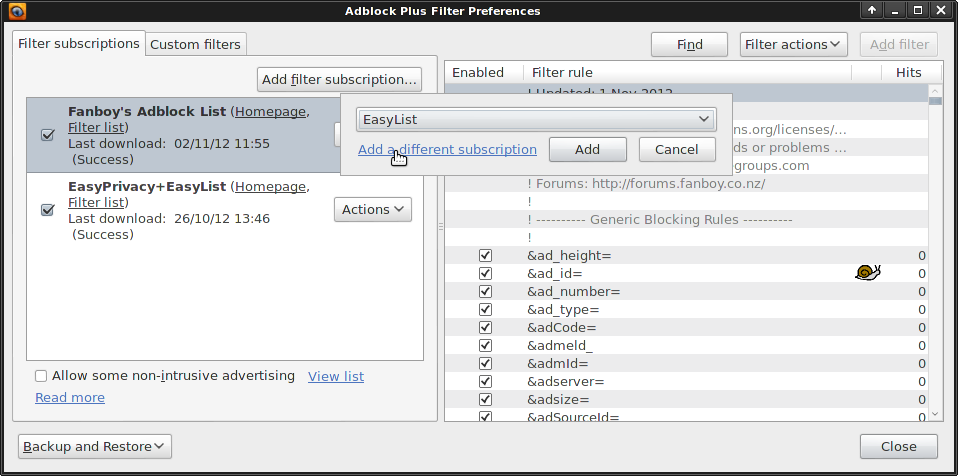 Adblock Plus Filter Preferences
Filter subscriptions
Custom filters
Find
Filter actions
Add filter
Add filter subscription...
Fanboy's Adblock List (Homepage,
Filter list)
Last download: 02/11/12 11:55
(Success)
EasyPrivacy+EasyList (Homepage,
Filter list)
Last download: 26/10/12 13:46
(Success)
Actions
Allow some non-intrusive advertising
View list
Read more
EasyList
Add a different subscription
Add
Cancel
Enabled
Filter rule
Hits
! Updated: 1 Nov 2012
ns.org/licenses/...
ds or problems ...
groups.com
! Forums: http://forums.fanboy.co.nz/
!
! ---------- Generic Blocking Rules ----------
!
&ad_height= 0
&ad_id= 0
&ad_number= 0
&ad_type= 0
&adCode= 0
&admeld_ 0
&admId= 0
&adserver= 0
&adsize= 0
&adSourceId= 0
Backup and Restore
Close